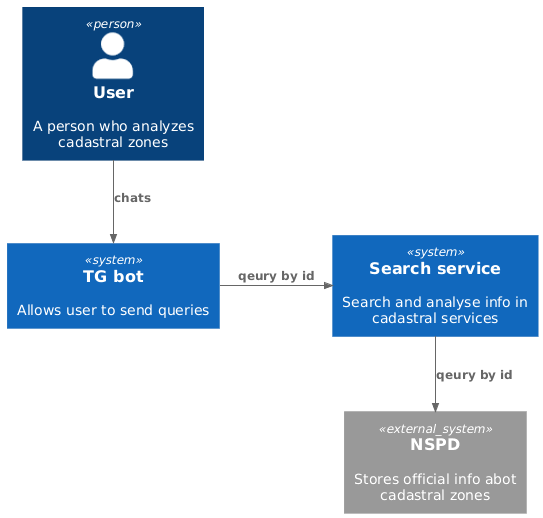 «person»
User
A person who analyzes
cadastral zones
chats
«system»
TG bot
Allows user to send queries
qeury by id
«system»
Search service
Search and analyse info in
cadastral services
qeury by id
«external_system»
NSPD
Stores official info abot
cadastral zones